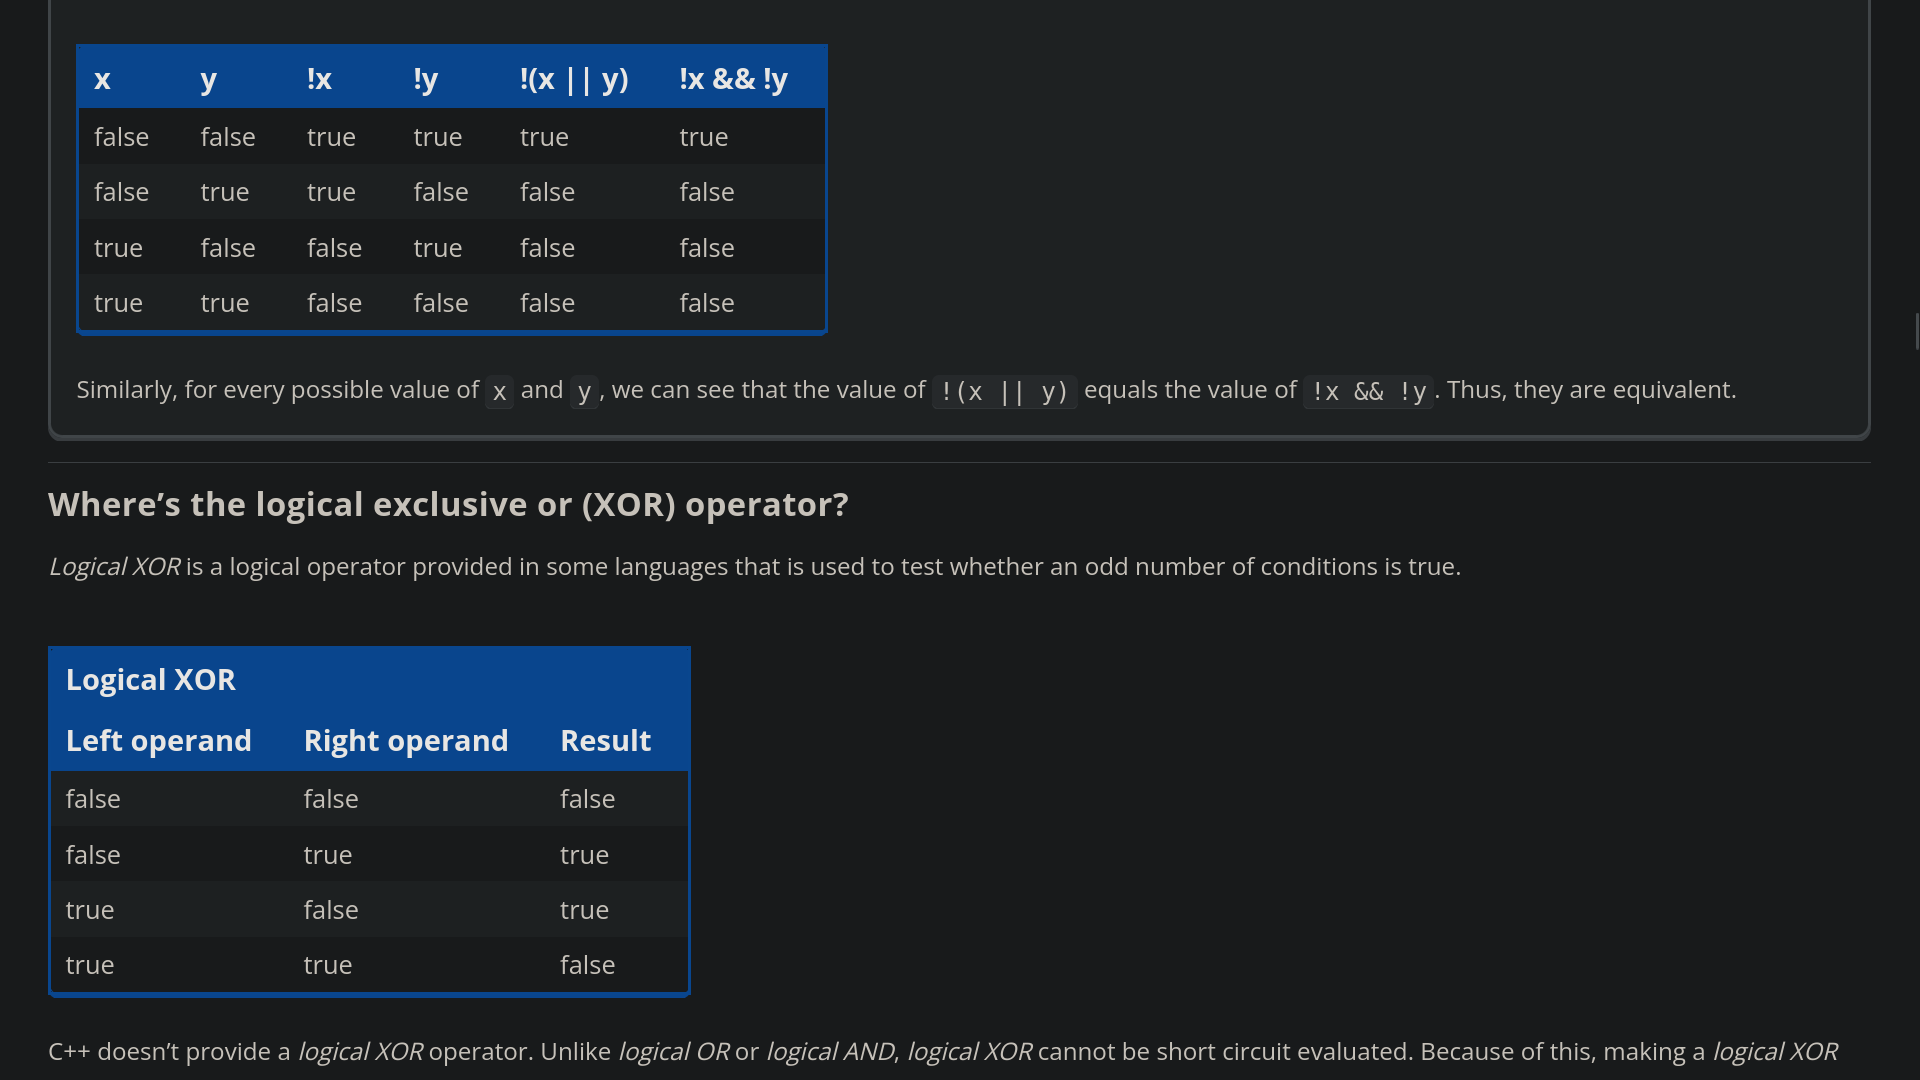 x y !x !y !(x || y) !x && !y
false false true true true true
false true true false false false
true false false true false false
true true false false false false
Similarly, for every possible value of x and y, we can see that the value of !(x || y) equals the value of !x && !y. Thus, they are equivalent.
Where’s the logical exclusive or (XOR) operator?
Logical XOR is a logical operator provided in some languages that is used to test whether an odd number of conditions is true.
Logical XOR
Left operand Right operand Result
false false false
false true true
true false true
true true false
C++ doesn’t provide a logical XOR operator. Unlike logical OR or logical AND, logical XOR cannot be short circuit evaluated. Because of this, making a logical XOR